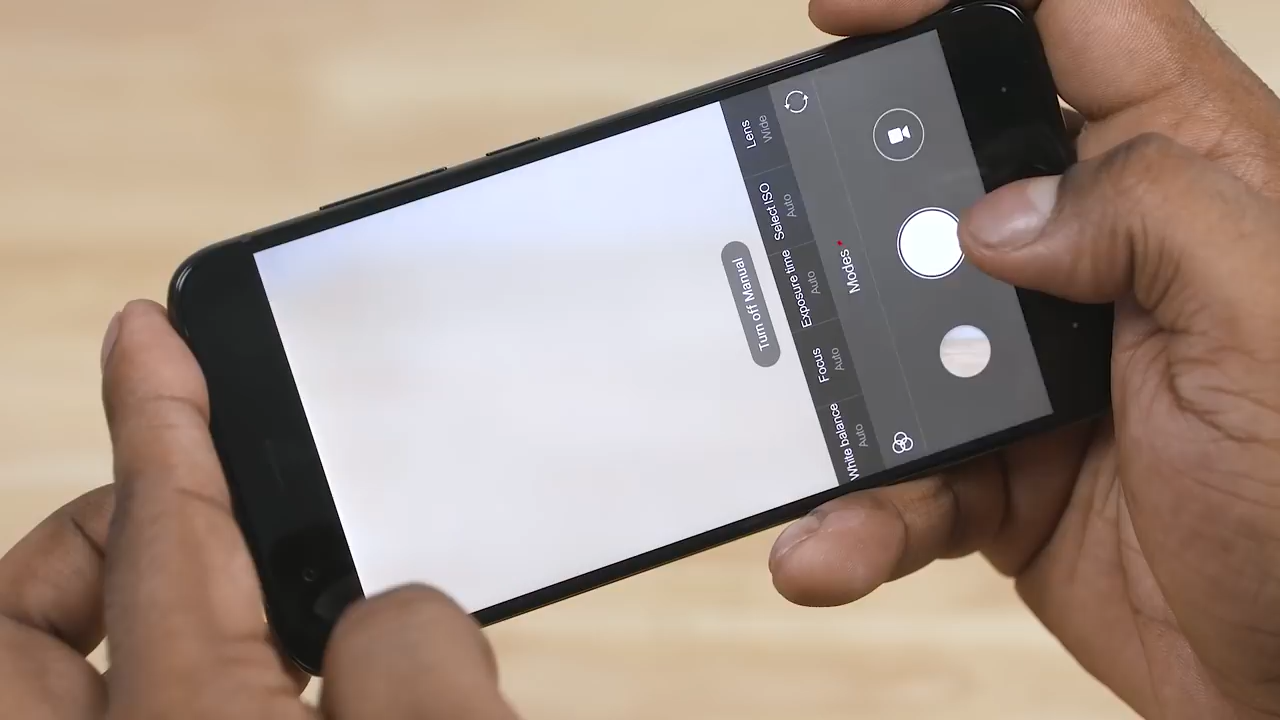 Lens
Wide
Select ISO
Auto
Exposure time
Auto
Focus
Auto
White balance
Auto
Turn off Manual
Modes